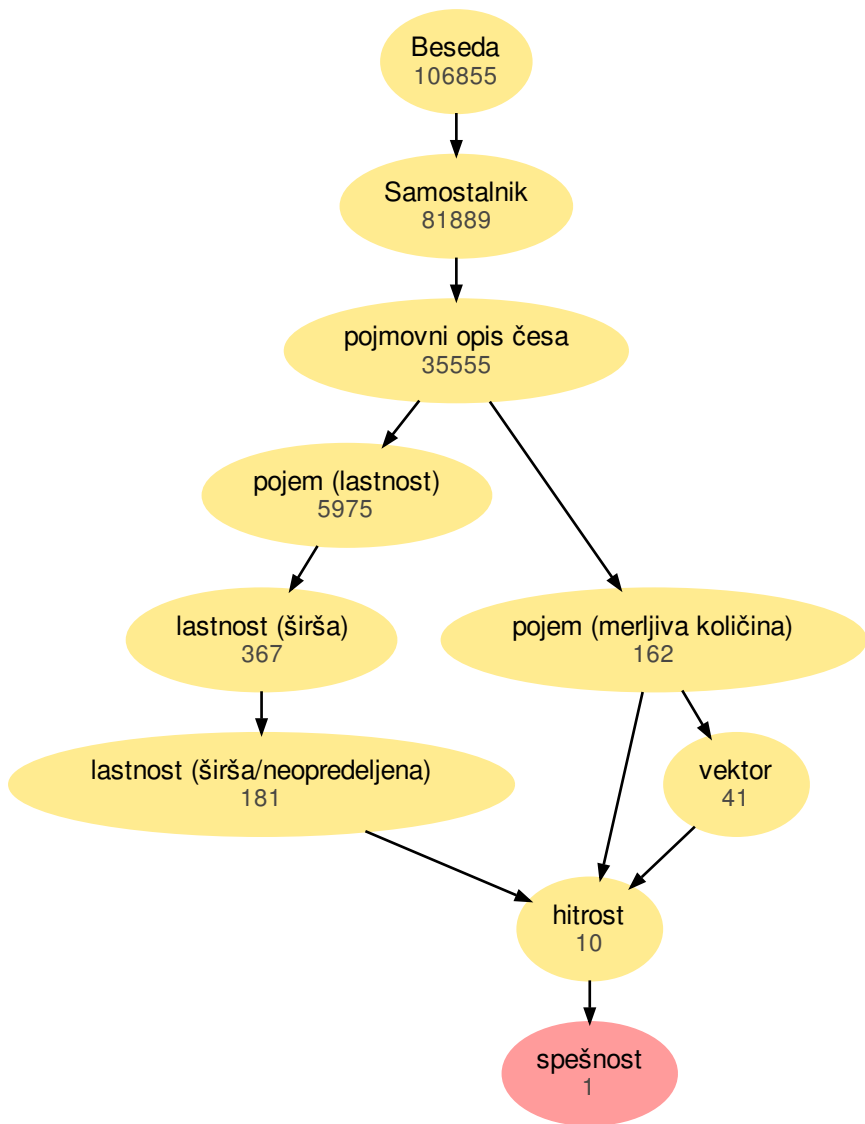 Beseda
106855
Samostalnik
81889
pojmovni opis česa
35555
pojem (lastnost)
5975
lastnost (širša)
367
pojem (merljiva količina)
162
lastnost (širša/neopredeljena)
181
vektor
41
hitrost
10
spešnost
1